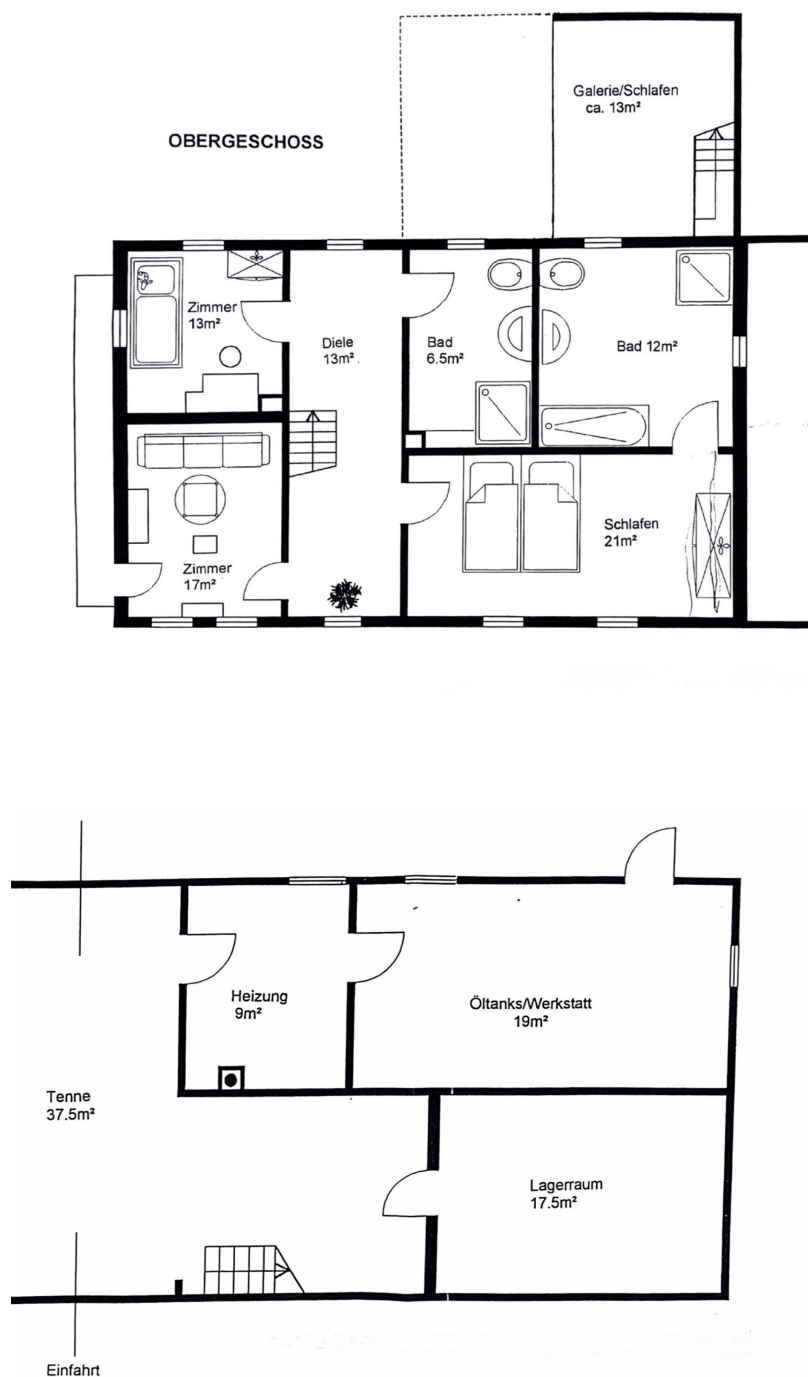 Galerie/Schlafen
ca. 13m²
OBERGESCHOSS
Zimmer
13m²
Diele
13m².
Bad
6.5m²
Bad 12m²
Schlafen
21m²
Zimmer
17m²
Heizung
9m²
Öltanks/Werkstatt
19m²
Tenne
37.5m²
Lagerraum
17.5m²
Einfahrt